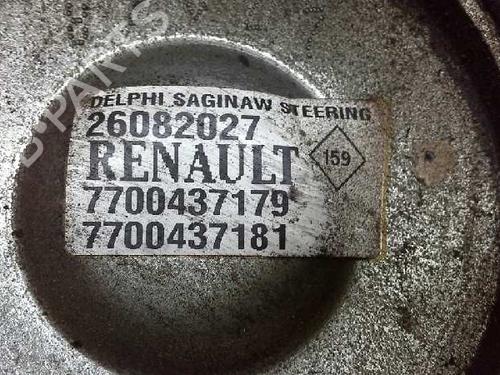 DELPHI SAGINAW STEERING
26082027
RENAULT
159
7700437179
7700437181
B-PARTS